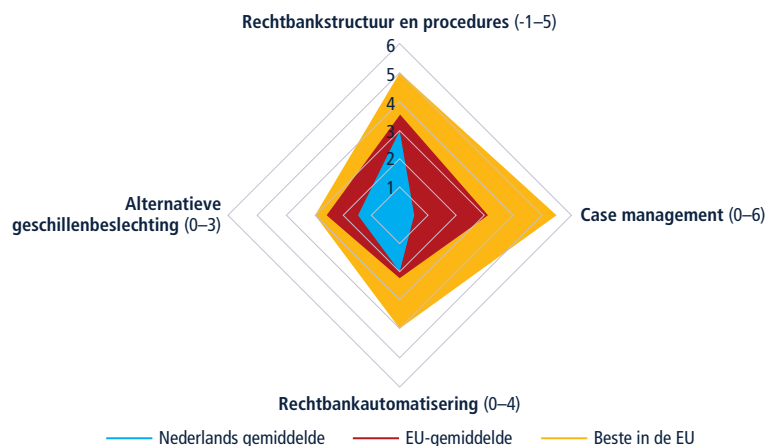 Rechtbankstructuur en procedures (-1–5)
6
5
4
3
2
1
Alternatieve
geschillenbeslechting (0–3)
Case management (0–6)
Rechtbankautomatisering (0–4)
Nederlands gemiddelde
EU-gemiddelde
Beste in de EU